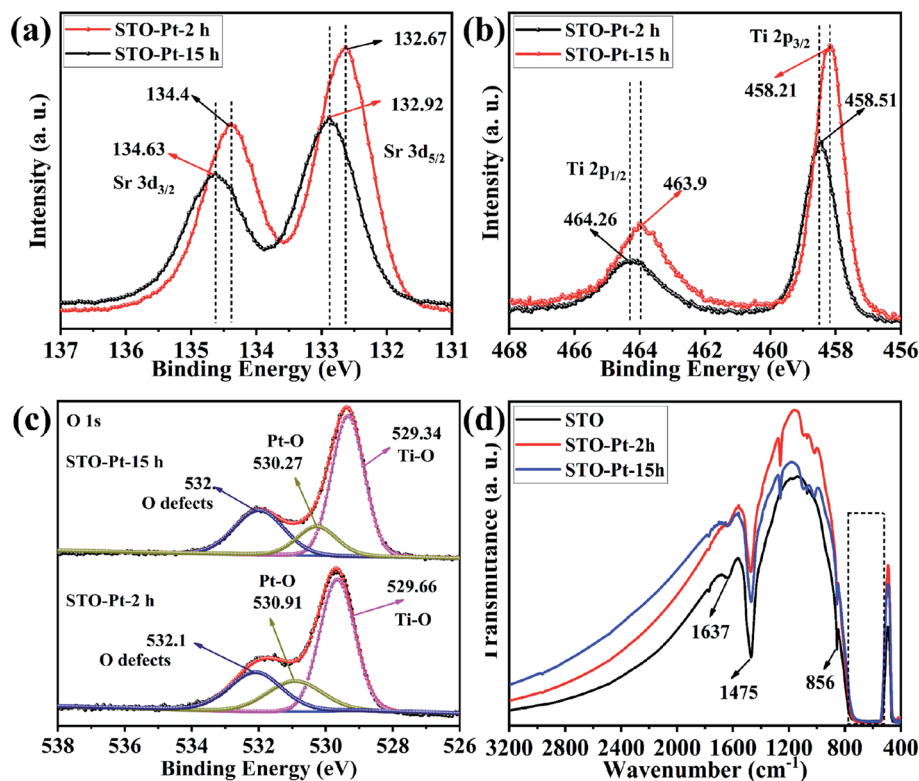 (a)
STO-Pt-2 h
STO-Pt-15 h
132.67
134.4
132.92
134.63
Sr 3d5/2
Sr 3d3/2
Intensity (a. u.)
137 136 135 134 133 132 131
Binding Energy (eV)
(b)
STO-Pt-2 h
STO-Pt-15 h
Ti 2p3/2
458.21
458.51
Ti 2p1/2
463.9
464.26
Intensity (a. u.)
468 466 464 462 460 458 456
Binding Energy (eV)
(c)
O 1s
STO-Pt-15 h
Pt-O
530.27
529.34
Ti-O
532
O defects
STO-Pt-2 h
Pt-O
530.91
529.66
Ti-O
532.1
O defects
Intensity (a. u.)
538 536 534 532 530 528 526
Binding Energy (eV)
(d)
STO
STO-Pt-2h
STO-Pt-15h
1637
1475
856
Transmittance (a. u.)
3200 2800 2400 2000 1600 1200 800 400
Wavenumber (cm-1)